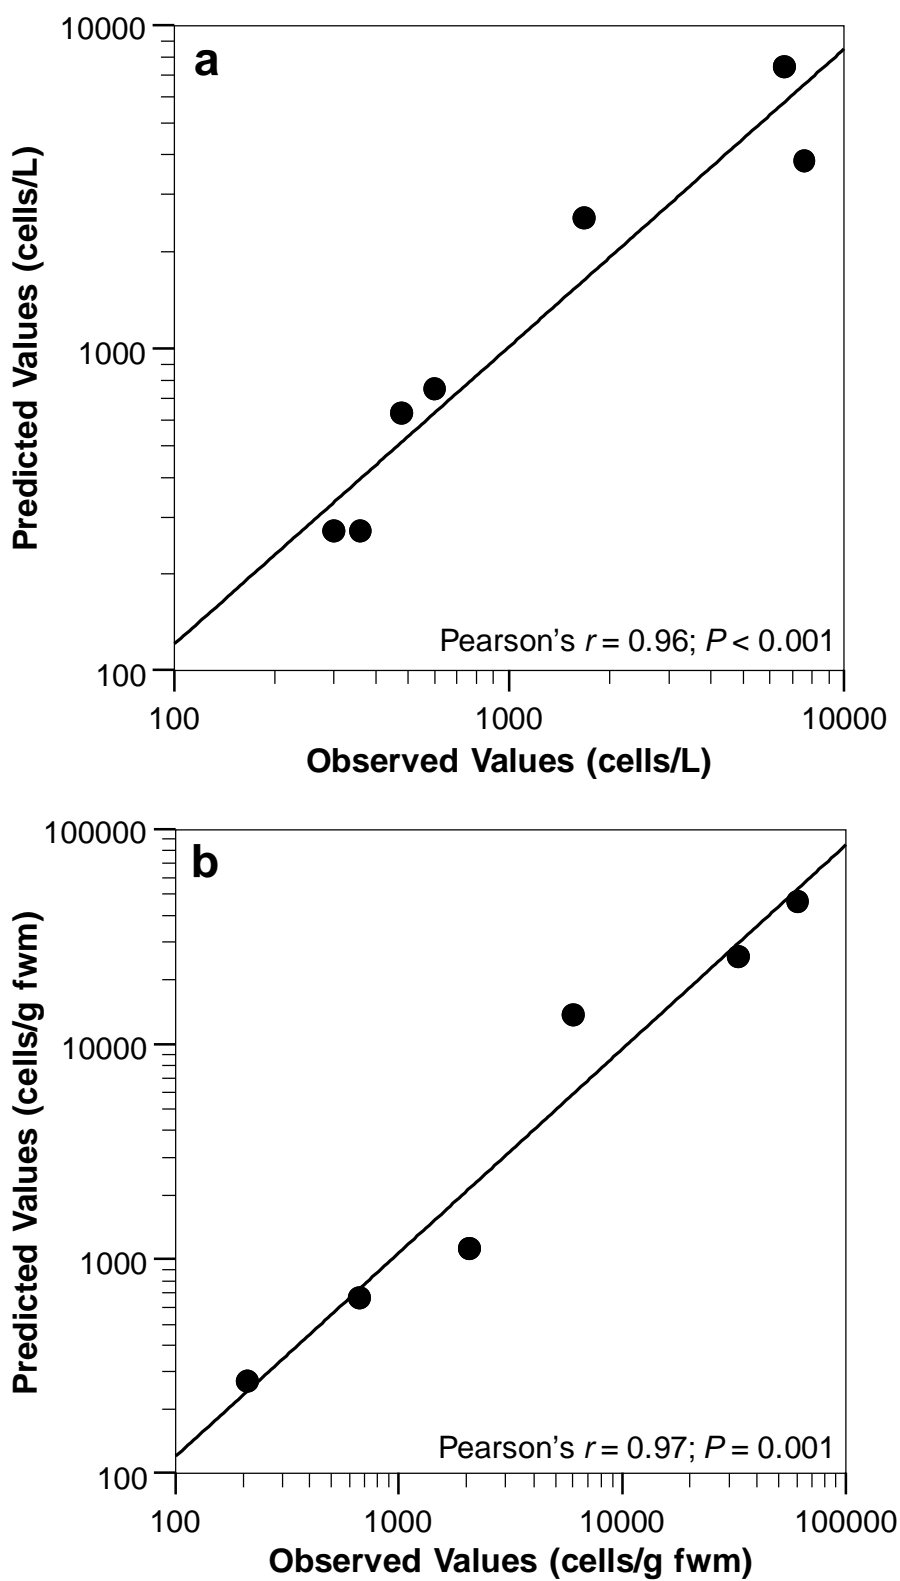 a
10000
1000
100
Predicted Values (cells/L)
Pearson's r = 0.96; P < 0.001
100 1000 10000
Observed Values (cells/L)
b
100000
10000
1000
100
Predicted Values (cells/g fwm)
Pearson's r = 0.97; P = 0.001
100 1000 10000 100000
Observed Values (cells/g fwm)